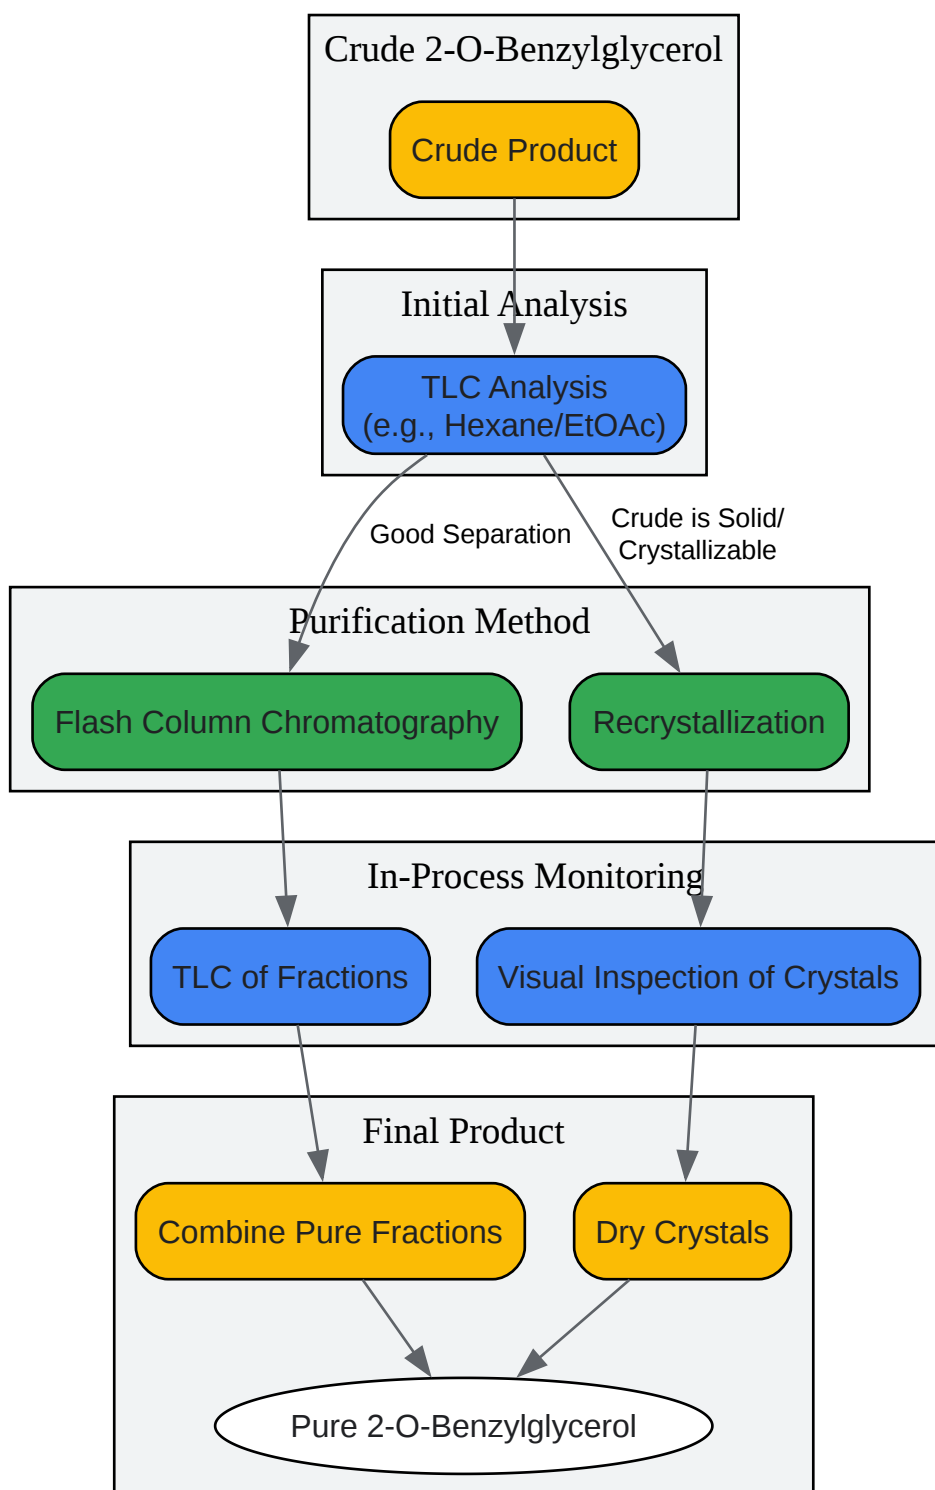 Crude 2-O-Benzylglycerol
Crude Product
Initial Analysis
TLC Analysis
(e.g., Hexane/EtOAc)
Good Separation
Crude is Solid/
Crystallizable
Purification Method
Flash Column Chromatography
Recrystallization
In-Process Monitoring
TLC of Fractions
Visual Inspection of Crystals
Final Product
Combine Pure Fractions
Dry Crystals
Pure 2-O-Benzylglycerol